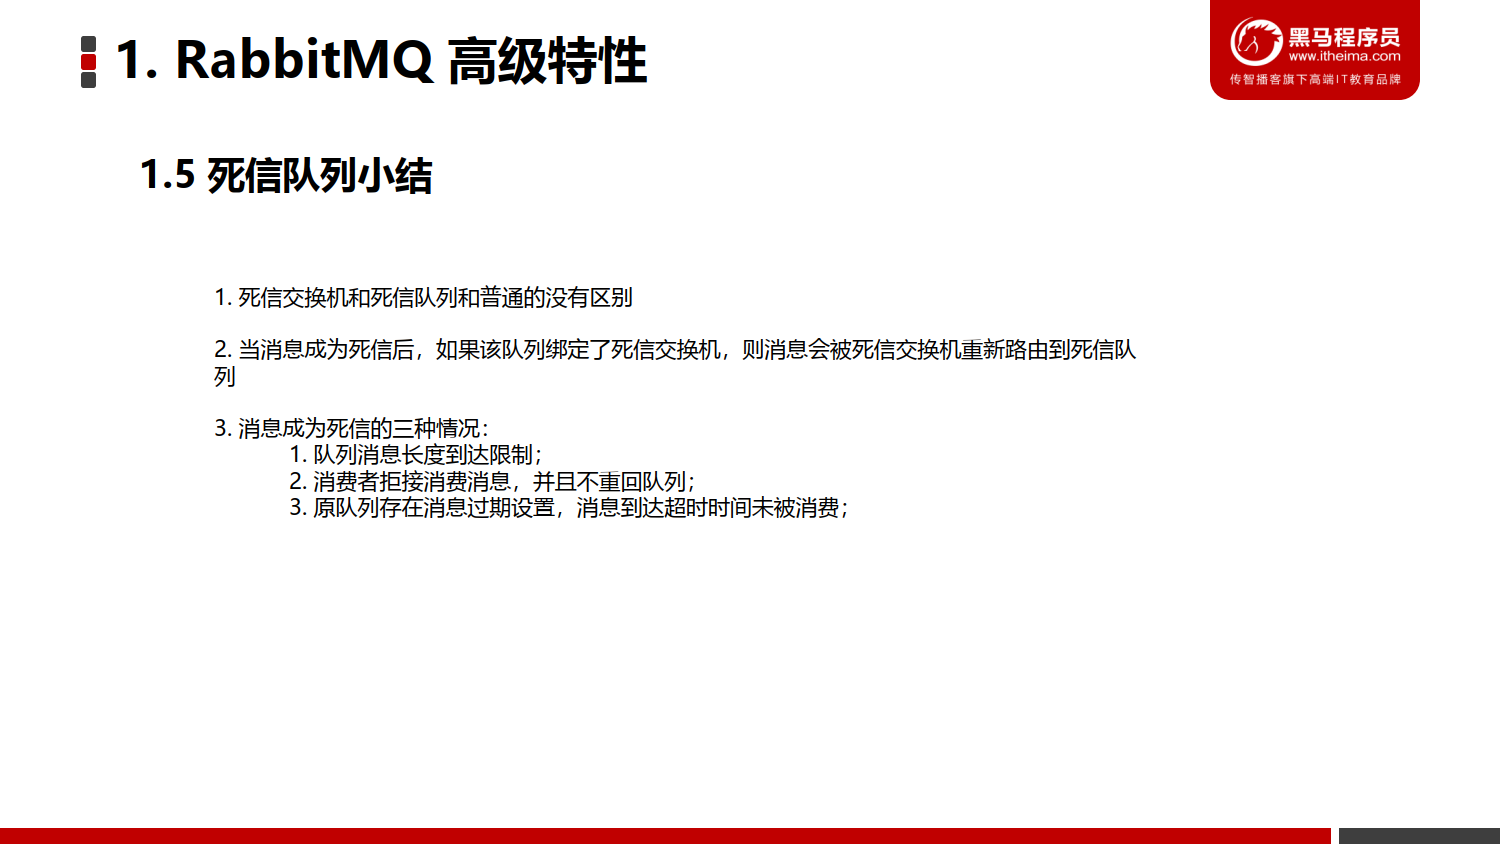 1. RabbitMQ 高级特性
黑马程序员
www.itheima.com
传智播客旗下高端IT教育品牌
1.5 死信队列小结
1. 死信交换机和死信队列和普通的没有区别
2. 当消息成为死信后，如果该队列绑定了死信交换机，则消息会被死信交换机重新路由到死信队
列
3. 消息成为死信的三种情况：
1. 队列消息长度到达限制；
2. 消费者拒接消费消息，并且不重回队列；
3. 原队列存在消息过期设置，消息到达超时时间未被消费；